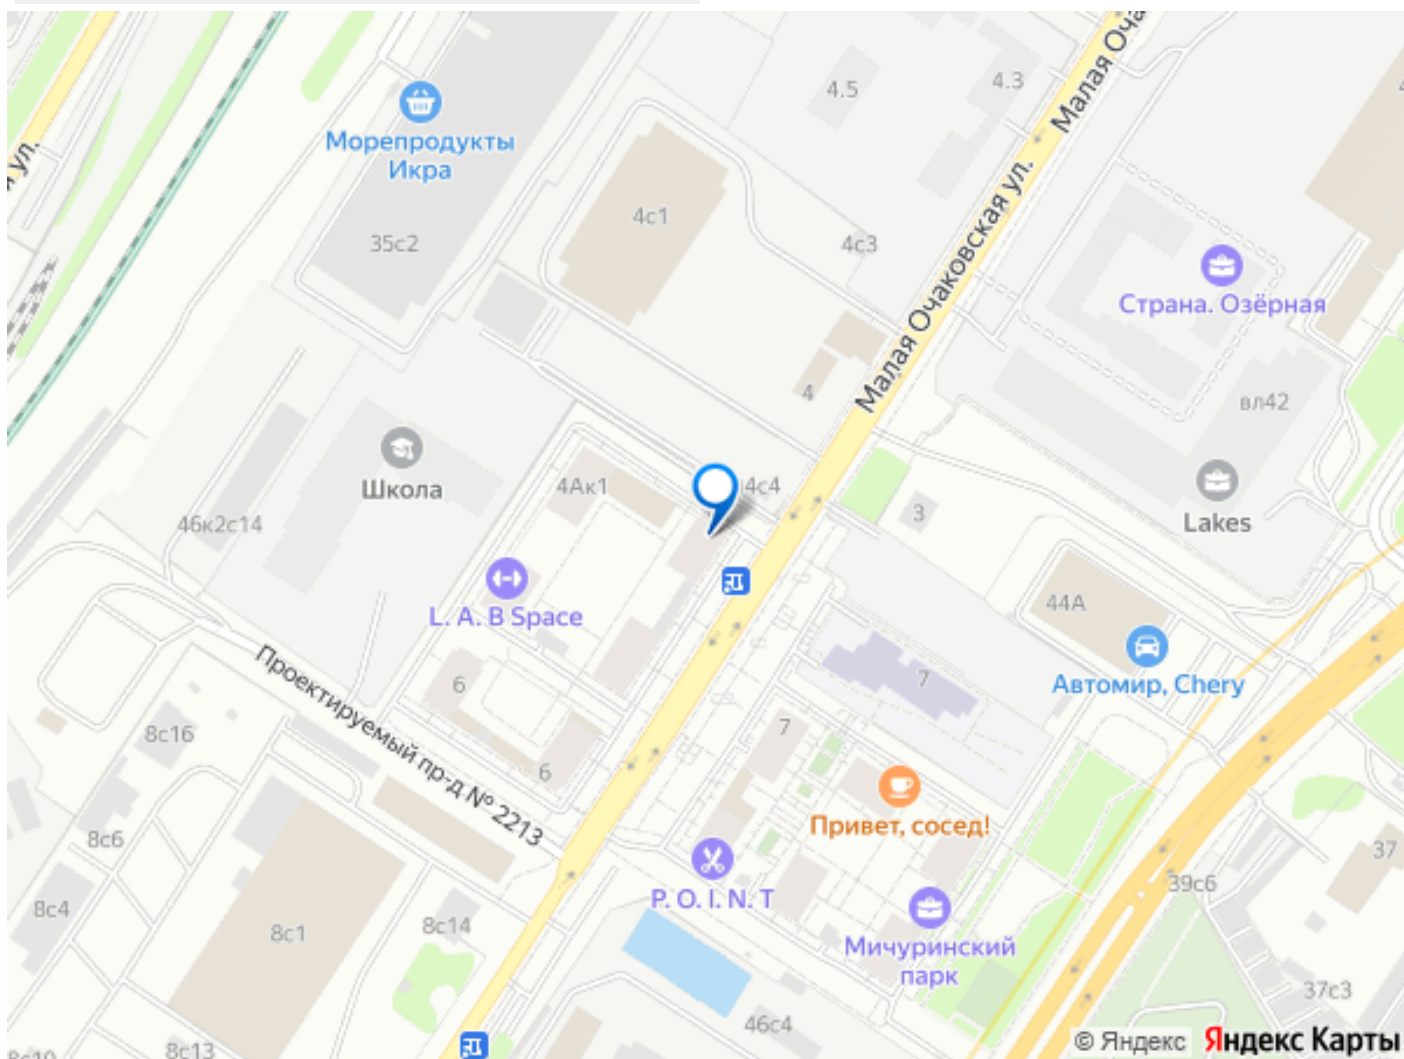 Малая Оча
4.3
4.5
Морепродукты
Икра
я ул.
4с1
35с2
4с3
Малая Очаковская ул.
Страна. Озёрная
4
вл42
Школа
4Ак1
4с4
Lakes
3
46к2с14
L. A. B Space
44А
Автомир, Chery
7
6
Проектируемый пр-д № 2213
8с16
7
6
Привет, сосед!
8с6
37
P. O. I. N. T
39с6
8с4
8с1
8с14
Мичуринский
парк
37с3
46с4
8с13
© Яндекс Яндекс Карты